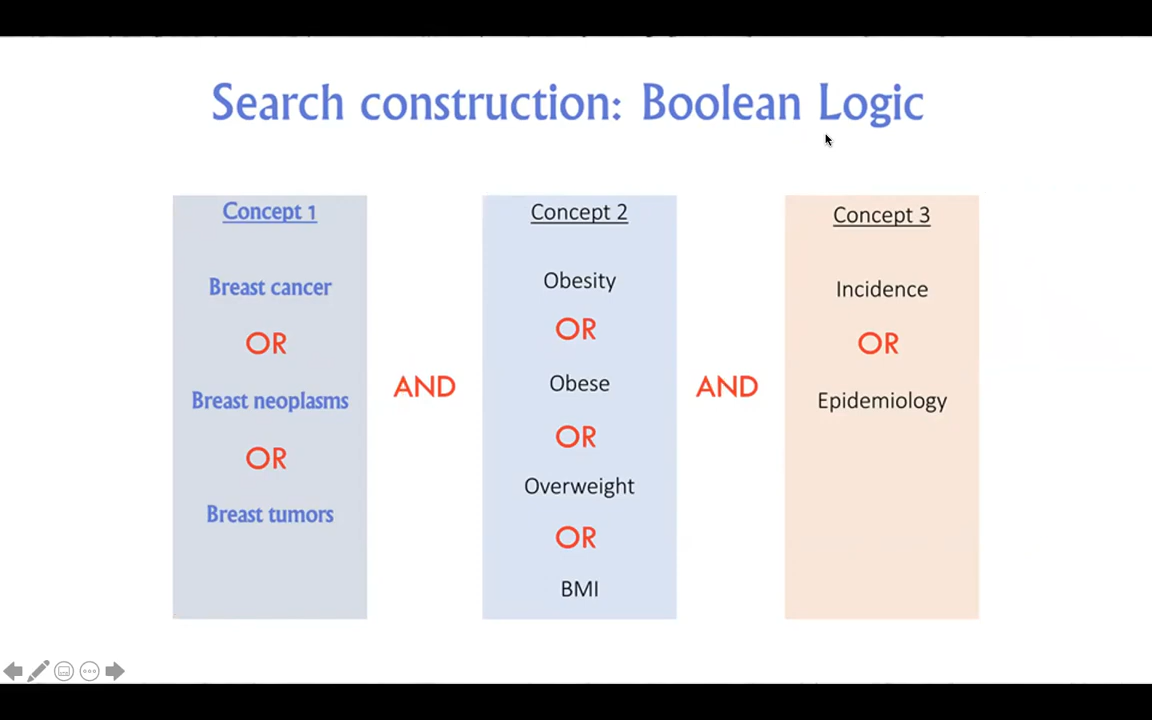 Search construction: Boolean Logic
Concept 1
Breast cancer
OR
Breast neoplasms
OR
Breast tumors
AND
Concept 2
Obesity
OR
Obese
OR
Overweight
OR
BMI
AND
Concept 3
Incidence
OR
Epidemiology